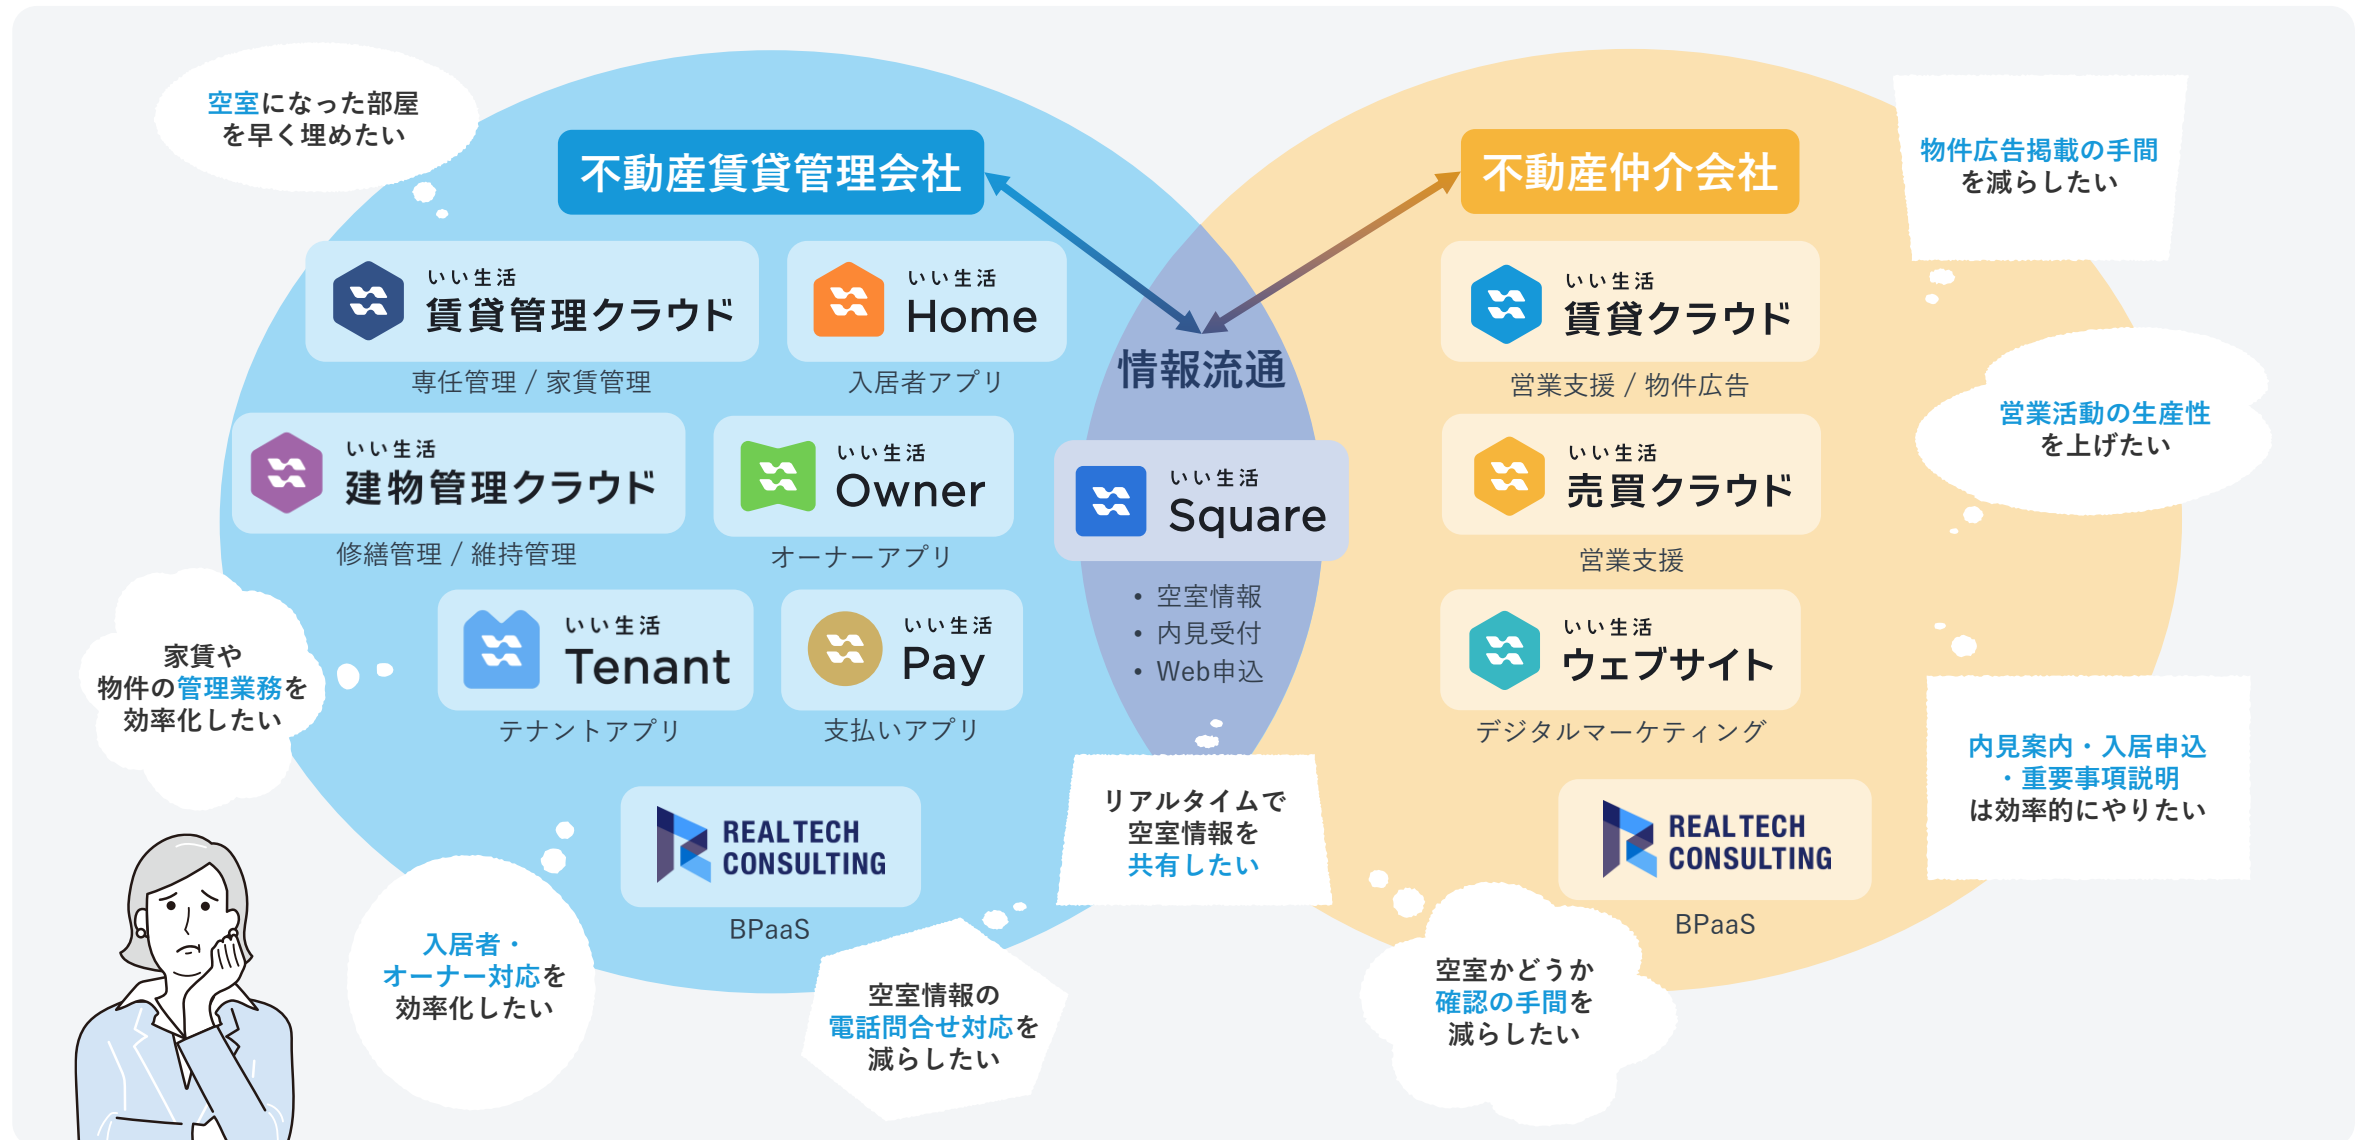 空室になった部屋
を早く埋めたい
不動産賃貸管理会社
いい生活
賃貸管理クラウド
専任管理 / 家賃管理
いい生活
Home
入居者アプリ
いい生活
建物管理クラウド
修繕管理 / 維持管理
いい生活
Owner
オーナーアプリ
いい生活
Tenant
テナントアプリ
いい生活
Pay
支払いアプリ
REALTECH
CONSULTING
BPaaS
家賃や
物件の管理業務を
効率化したい
入居者・
オーナー対応を
効率化したい
空室情報の
電話問合せ対応を
減らしたい
情報流通
いい生活
Square
• 空室情報
• 内見受付
• Web申込
リアルタイムで
空室情報を
共有したい
不動産仲介会社
いい生活
賃貸クラウド
営業支援 / 物件広告
いい生活
売買クラウド
営業支援
いい生活
ウェブサイト
デジタルマーケティング
REALTECH
CONSULTING
BPaaS
物件広告掲載の手間
を減らしたい
営業活動の生産性
を上げたい
内見案内・入居申込
・重要事項説明
は効率的にやりたい
空室かどうか
確認の手間を
減らしたい